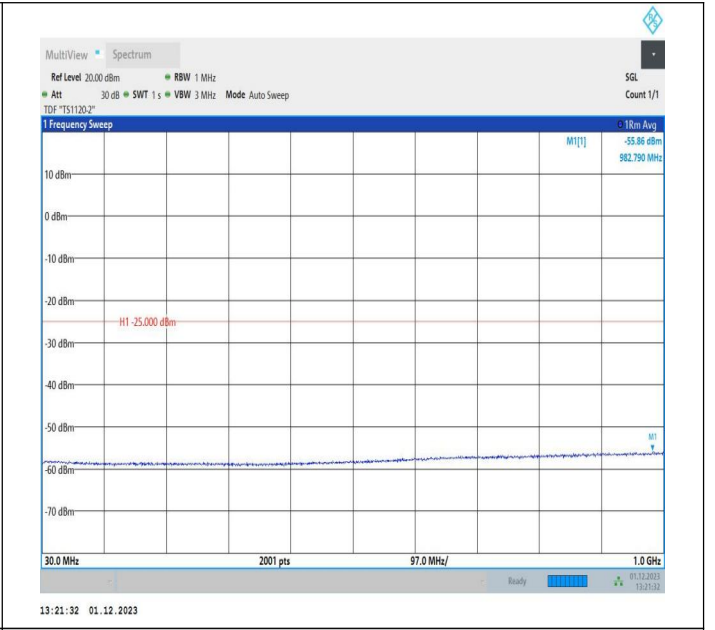 R S
MultiView Spectrum
Ref Level 20.00 dBm RBW 1 MHz SGL
Att 30 dB SWT 1 s VBW 3 MHz Mode Auto Sweep Count 1/1
TDF "TS1120-2"
1 Frequency Sweep 1Rm Avg
M1[1] -55.86 dBm
982.790 MHz
10 dBm
0 dBm
-10 dBm
-20 dBm
H1 -25.000 dBm
-30 dBm
-40 dBm
-50 dBm
M1
-60 dBm
-70 dBm
30.0 MHz 2001 pts 97.0 MHz/ 1.0 GHz
Ready 01.12.2023
13:21:32
13:21:32 01.12.2023